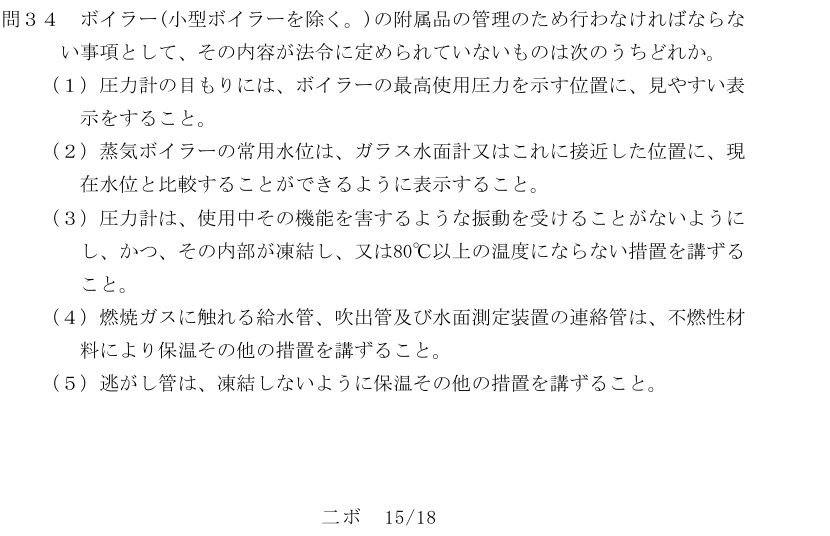 問３４　ボイラー(小型ボイラーを除く。)の附属品の管理のため行わなければならな
い事項として、その内容が法令に定められていないものは次のうちどれか。
（１）圧力計の目もりには、ボイラーの最高使用圧力を示す位置に、見やすい表
示をすること。
（２）蒸気ボイラーの常用水位は、ガラス水面計又はこれに接近した位置に、現
在水位と比較することができるように表示すること。
（３）圧力計は、使用中その機能を害するような振動を受けることがないように
し、かつ、その内部が凍結し、又は80℃以上の温度にならない措置を講ずる
こと。
（４）燃焼ガスに触れる給水管、吹出管及び水面測定装置の連絡管は、不燃性材
料により保温その他の措置を講ずること。
（５）逃がし管は、凍結しないように保温その他の措置を講ずること。
二ボ　15/18